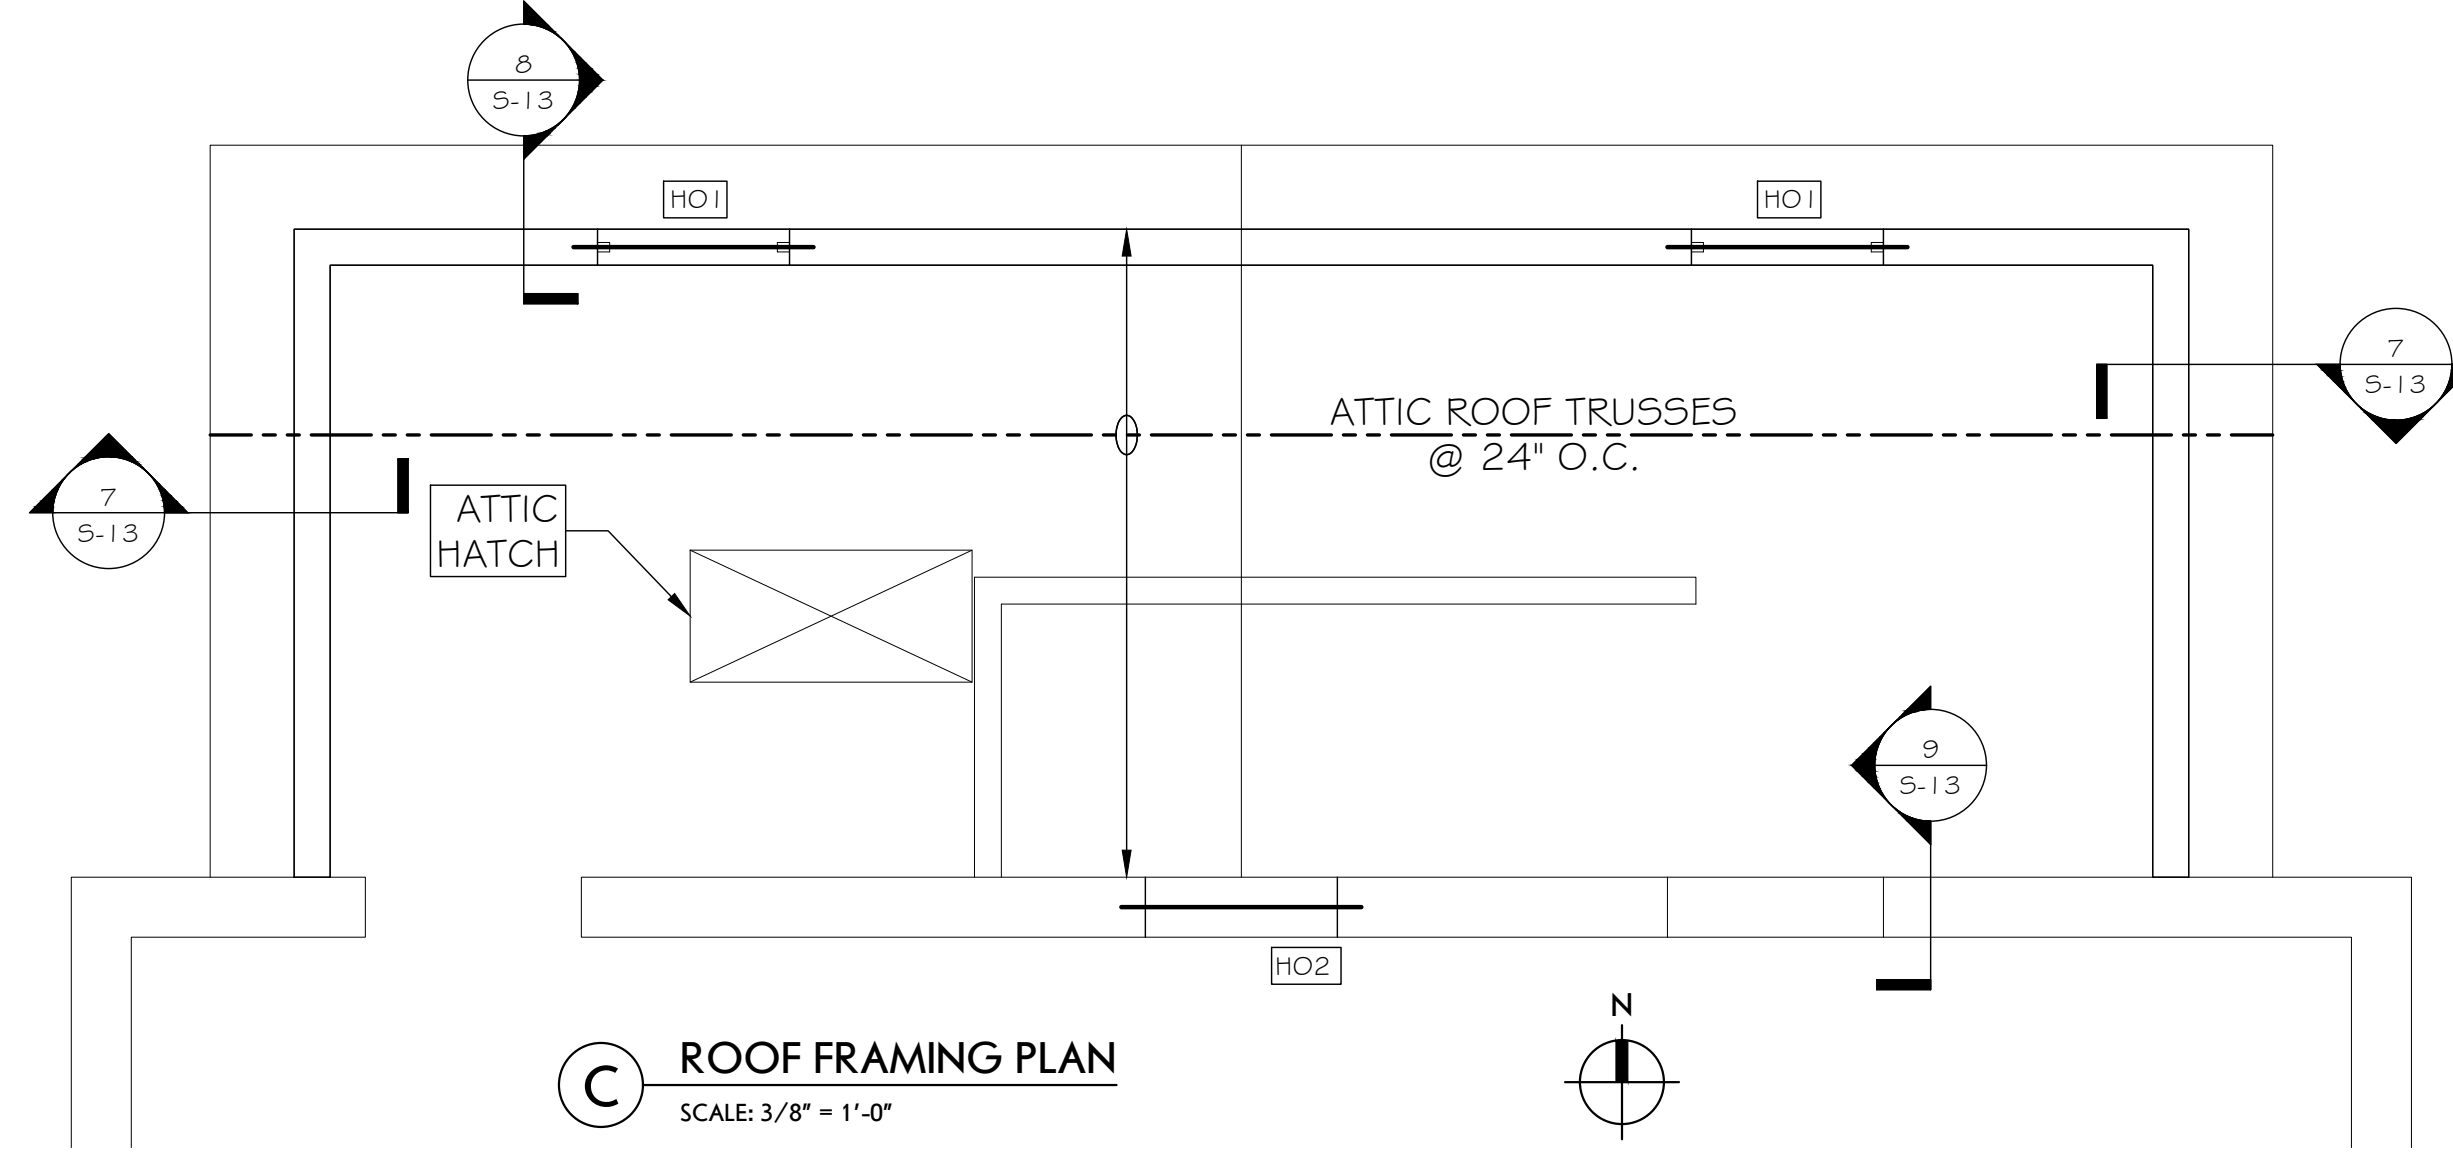 8
S-13
HO1
HO1
7
S-13
ATTIC ROOF TRUSSES
@ 24" O.C.
7
S-13
ATTIC
HATCH
9
S-13
HO2
N
C
ROOF FRAMING PLAN
SCALE: 3/8" = 1'-0"